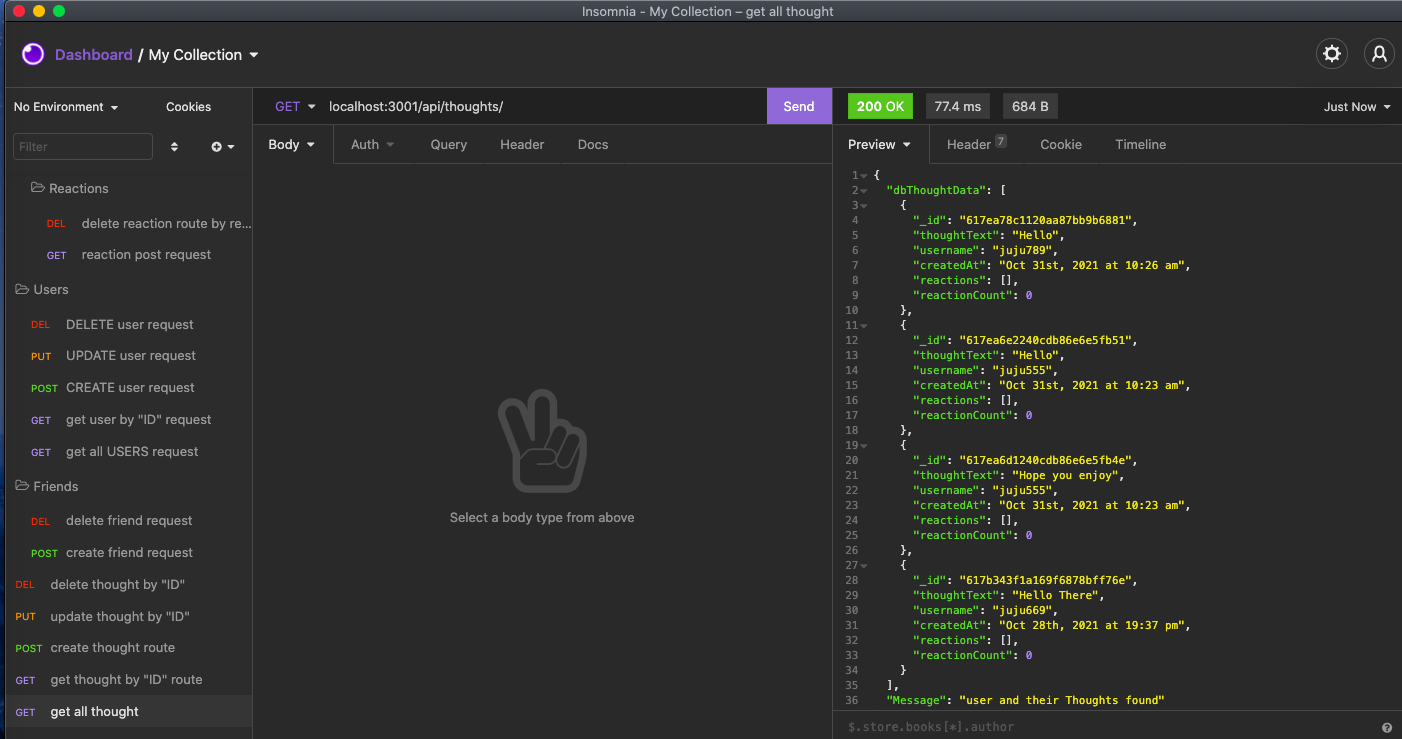 Insomnia - My Collection – get all thought
Dashboard / My Collection
No Environment
Cookies
Filter
Reactions
DEL delete reaction route by re...
GET reaction post request
Users
DEL DELETE user request
PUT UPDATE user request
POST CREATE user request
GET get user by "ID" request
GET get all USERS request
Friends
DEL delete friend request
POST create friend request
DEL delete thought by "ID"
PUT update thought by "ID"
POST create thought route
GET get thought by "ID" route
GET get all thought
GET localhost:3001/api/thoughts/ Send
Body Auth Query Header Docs
Select a body type from above
200 OK 77.4 ms 684 B Just Now
Preview Header 7 Cookie Timeline
1 {
2 "dbThoughtData": [
3 {
4 "_id": "617ea78c1120aa87bb9b6881",
5 "thoughtText": "Hello",
6 "username": "juju789",
7 "createdAt": "Oct 31st, 2021 at 10:26 am",
8 "reactions": [],
9 "reactionCount": 0
10 },
11 {
12 "_id": "617ea6e2240cdb86e6e5fb51",
13 "thoughtText": "Hello",
14 "username": "juju555",
15 "createdAt": "Oct 31st, 2021 at 10:23 am",
16 "reactions": [],
17 "reactionCount": 0
18 },
19 {
20 "_id": "617ea6d1240cdb86e6e5fb4e",
21 "thoughtText": "Hope you enjoy",
22 "username": "juju555",
23 "createdAt": "Oct 31st, 2021 at 10:23 am",
24 "reactions": [],
25 "reactionCount": 0
26 },
27 {
28 "_id": "617b343f1a169f6878bff76e",
29 "thoughtText": "Hello There",
30 "username": "juju669",
31 "createdAt": "Oct 28th, 2021 at 19:37 pm",
32 "reactions": [],
33 "reactionCount": 0
34 }
35 ],
36 "Message": "user and their Thoughts found"
$.store.books[*].author